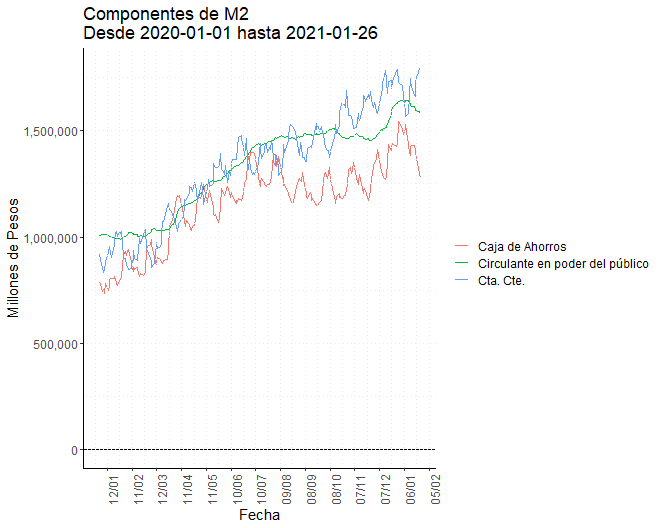 Componentes de M2
Desde 2020-01-01 hasta 2021-01-26
Millones de Pesos
1,500,000
1,000,000
500,000
0
12/01
11/02
12/03
11/04
11/05
11/06
10/07
10/07
09/08
08/09
08/10
07/11
07/12
06/01
05/02
Fecha
Caja de Ahorros
Circulante en poder del público
Cta. Cte.